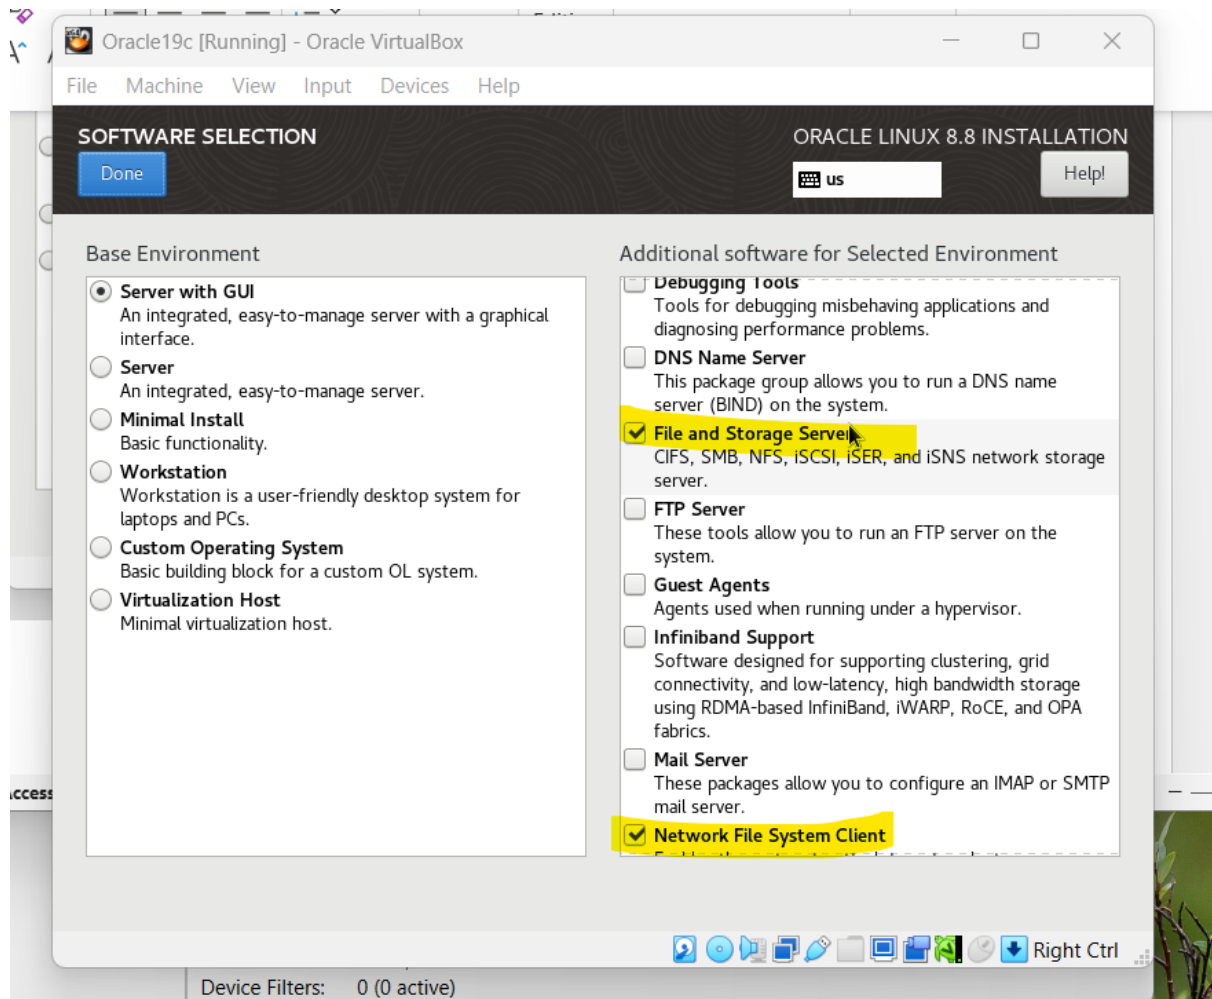 Oracle19c [Running] - Oracle VirtualBox
File Machine View Input Devices Help
SOFTWARE SELECTION
Done
ORACLE LINUX 8.8 INSTALLATION
us
Help!
Base Environment
Server with GUI
An integrated, easy-to-manage server with a graphical
interface.
Server
An integrated, easy-to-manage server.
Minimal Install
Basic functionality.
Workstation
Workstation is a user-friendly desktop system for
laptops and PCs.
Custom Operating System
Basic building block for a custom OL system.
Virtualization Host
Minimal virtualization host.
Additional software for Selected Environment
Debugging Tools
Tools for debugging misbehaving applications and
diagnosing performance problems.
DNS Name Server
This package group allows you to run a DNS name
server (BIND) on the system.
File and Storage Server
CIFS, SMB, NFS, iSCSI, iSER, and iSNS network storage
server.
FTP Server
These tools allow you to run an FTP server on the
system.
Guest Agents
Agents used when running under a hypervisor.
Infiniband Support
Software designed for supporting clustering, grid
connectivity, and low-latency, high bandwidth storage
using RDMA-based InfiniBand, iWARP, RoCE, and OPA
fabrics.
Mail Server
These packages allow you to configure an IMAP or SMTP
mail server.
Network File System Client
Right Ctrl
Device Filters: 0 (0 active)